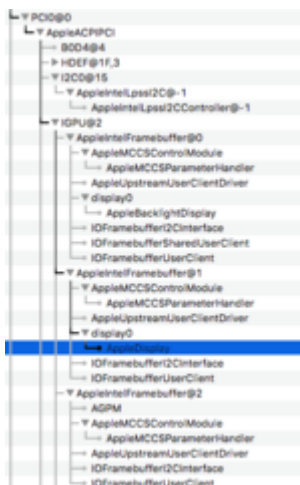 PCI0@0
AppleACPIPCI
B0D4@4
HDEF@1F,3
I2C0@15
AppleIntelLpssI2C@-1
AppleIntelLpssI2CController@-1
IGPU@2
AppleIntelFramebuffer@0
AppleMCCSControlModule
AppleMCCSParameterHandler
AppleUpstreamUserClientDriver
display0
AppleBacklightDisplay
IOFramebufferI2CInterface
IOFramebufferSharedUserClient
IOFramebufferUserClient
AppleIntelFramebuffer@1
AppleMCCSControlModule
AppleMCCSParameterHandler
AppleUpstreamUserClientDriver
display0
AppleDisplay
IOFramebufferI2CInterface
IOFramebufferUserClient
AppleIntelFramebuffer@2
AGPM
AppleMCCSControlModule
AppleMCCSParameterHandler
AppleUpstreamUserClientDriver
IOFramebufferI2CInterface
IOFramebufferUserClient